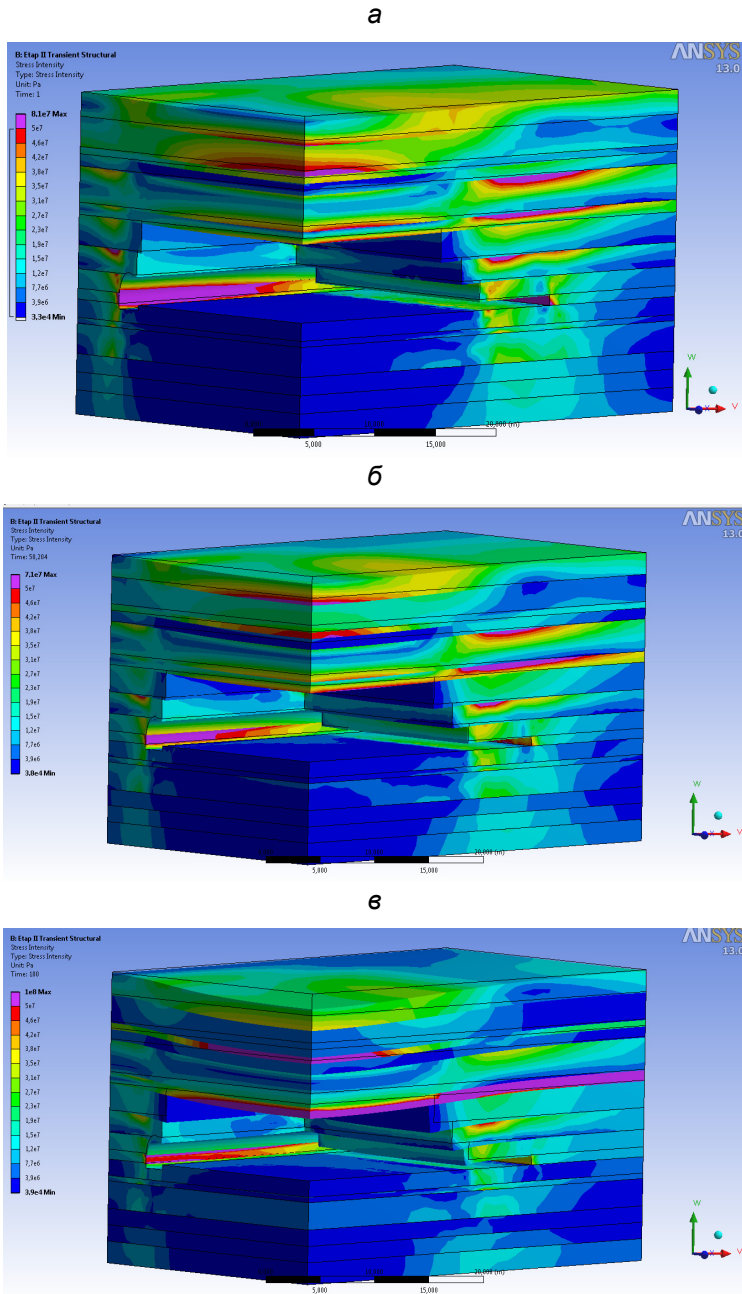 а
B: Etap II Transient Structural
Stress Intensity
Type: Stress Intensity
Unit: Pa
Time: 1
8,1e7 Max
5e7
4,6e7
4,2e7
3,8e7
3,5e7
3,1e7
2,7e7
2,3e7
1,9e7
1,5e7
1,2e7
7,7e6
3,9e6
3,3e4 Min
ANSYS
13.0
W
X
V
20,000 (m)
5,000
15,000
б
B: Etap II Transient Structural
Stress Intensity
Type: Stress Intensity
Unit: Pa
Time: 50,204
7,1e7 Max
5e7
4,6e7
4,2e7
3,8e7
3,5e7
3,1e7
2,7e7
2,3e7
1,9e7
1,5e7
1,2e7
7,7e6
3,9e6
3,8e4 Min
ANSYS
13.0
W
X
V
20,000 (m)
5,000
15,000
в
B: Etap II Transient Structural
Stress Intensity
Type: Stress Intensity
Unit: Pa
Time: 100
1e8 Max
5e7
4,6e7
4,2e7
3,8e7
3,5e7
3,1e7
2,7e7
2,3e7
1,9e7
1,5e7
1,2e7
7,7e6
3,9e6
3,9e4 Min
ANSYS
13.0
W
X
V
20,000 (m)
5,000
15,000